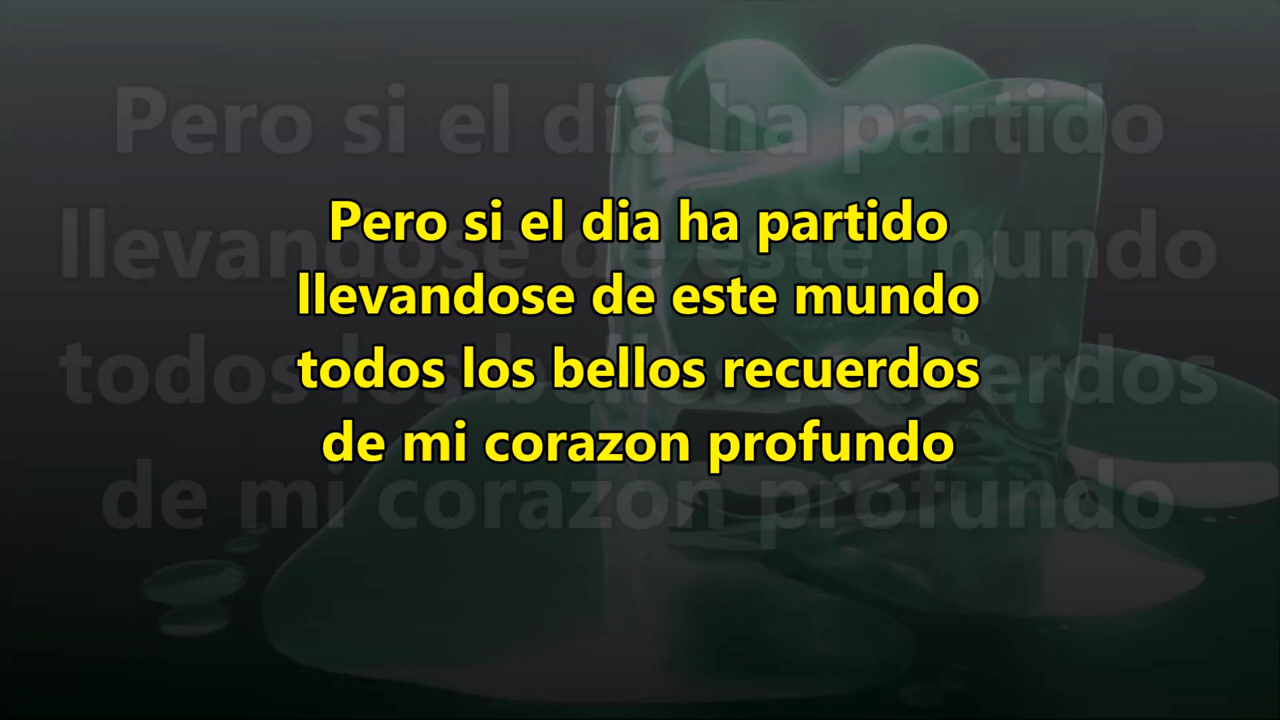 Pero si el dia ha partido
llevandose de este mundo
todos los bellos recuerdos
de mi corazon profundo